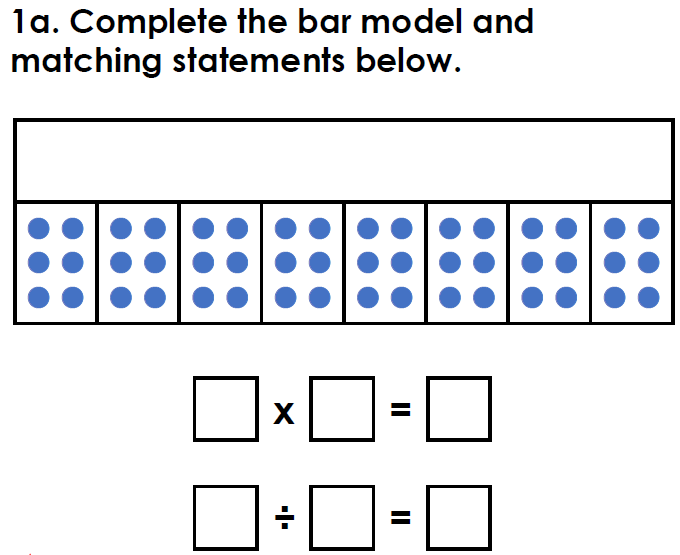 1a. Complete the bar model and
matching statements below.
x =
÷ =